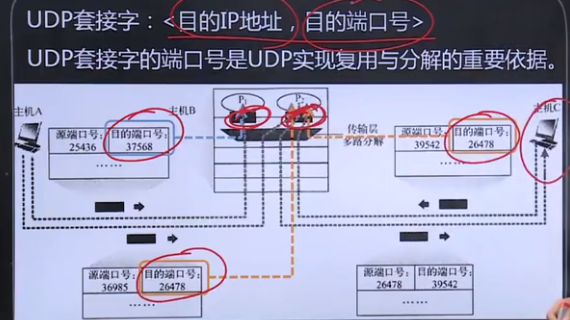 UDP套接字：<目的IP地址，目的端口号>
UDP套接字的端口号是UDP实现复用与分解的重要依据。
主机A
主机B
P₁
P₂
主机C
源端口号：
25436
目的端口号：
37568
……
传输层
多路分解
源端口号：
39542
目的端口号：
26478
……
源端口号：
36985
目的端口号：
26478
……
源端口号：
26478
目的端口号：
39542
……